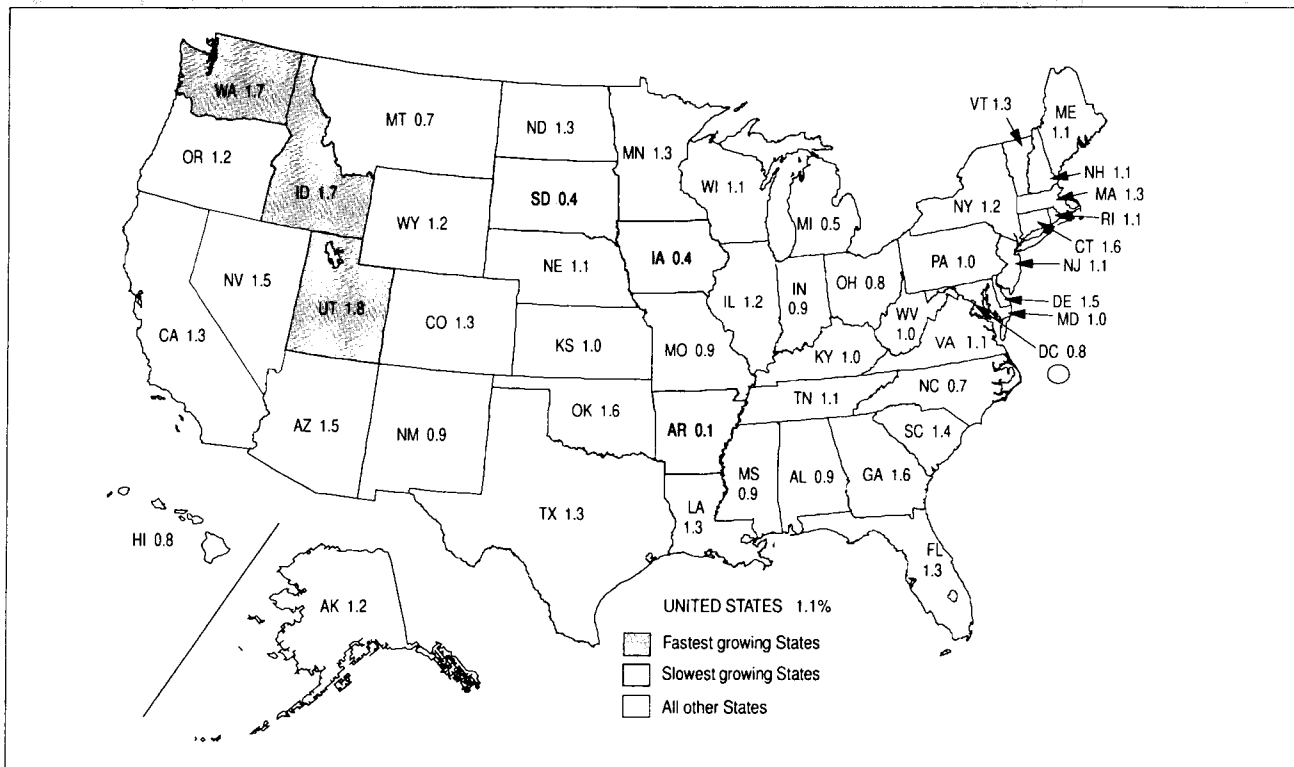 WA 1.7
MT 0.7
ND 1.3
MN 1.3
VT 1.3
ME
1.1
OR 1.2
ID 1.7
SD 0.4
WI 1.1
NH 1.1
MA 1.3
WY 1.2
MI 0.5
NY 1.2
RI 1.1
CT 1.6
NJ 1.1
IA 0.4
NE 1.1
PA 1.0
NV 1.5
UT 1.8
CO 1.3
IL 1.2
IN
0.9
OH 0.8
DE 1.5
MD 1.0
CA 1.3
KS 1.0
MO 0.9
WV
1.0
KY 1.0
VA 1.1
DC 0.8
AZ 1.5
NM 0.9
OK 1.6
AR 0.1
TN 1.1
NC 0.7
SC 1.4
MS
0.9
AL 0.9
GA 1.6
TX 1.3
LA
1.3
HI 0.8
FL
1.3
AK 1.2
UNITED STATES 1.1%
Fastest growing States
Slowest growing States
All other States